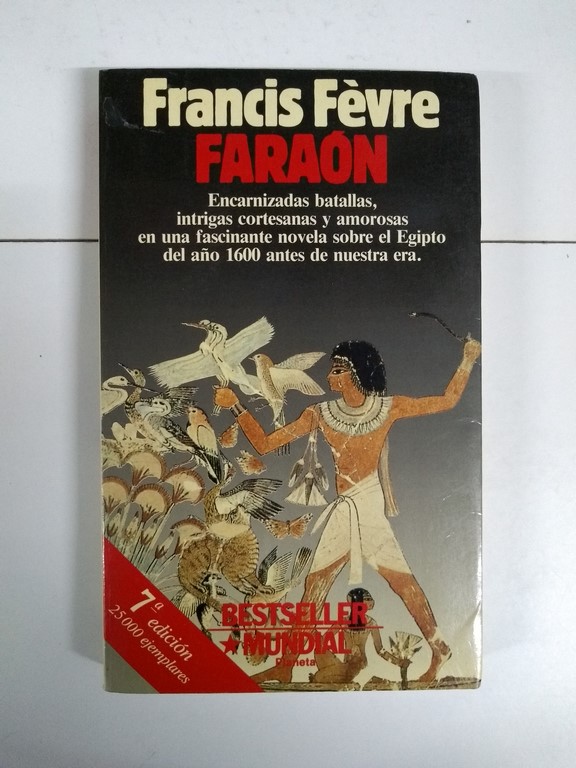 Francis Fèvre
FARAÓN
Encarnizadas batallas,
intrigas cortesanas y amorosas
en una fascinante novela sobre el Egipto
del año 1600 antes de nuestra era.
7ª edición
25 000 ejemplares
BESTSELLER
MUNDIAL
Planeta